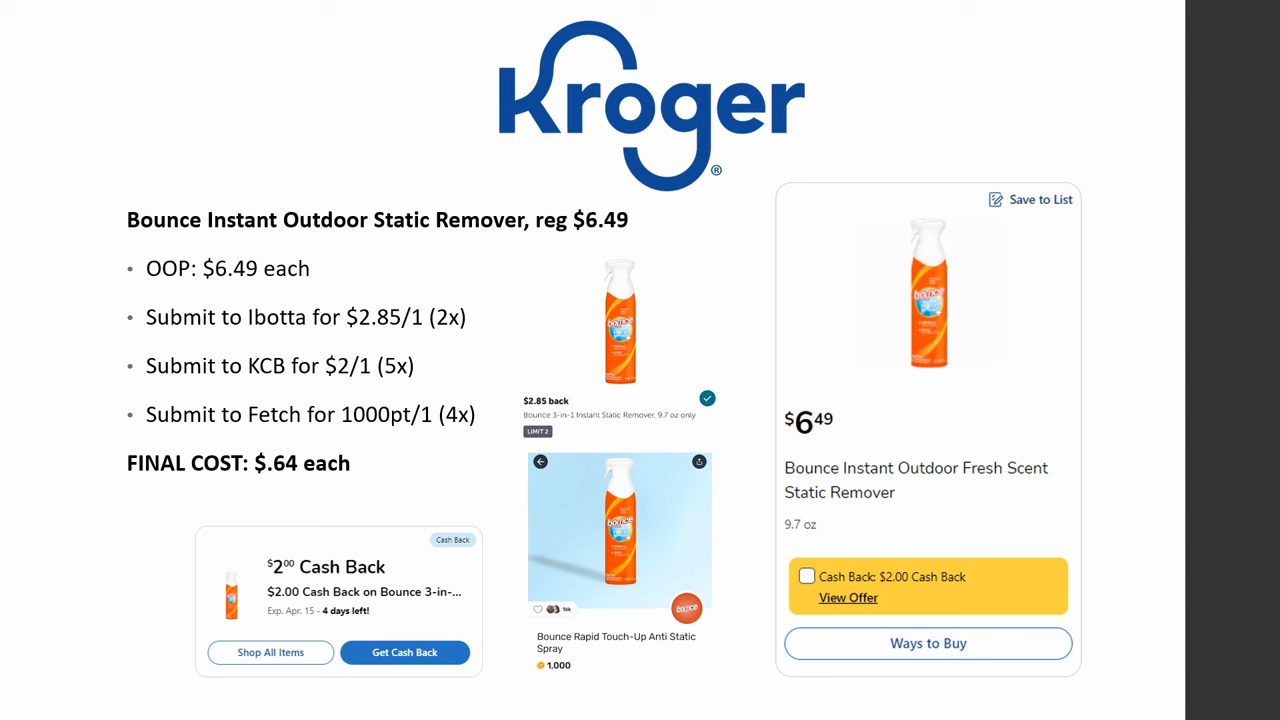 Kroger
®
Bounce Instant Outdoor Static Remover, reg $6.49
• OOP: $6.49 each
• Submit to Ibotta for $2.85/1 (2x)
• Submit to KCB for $2/1 (5x)
• Submit to Fetch for 1000pt/1 (4x)
FINAL COST: $.64 each
Cash Back
$2.00 Cash Back
$2.00 Cash Back on Bounce 3-in-...
Exp. Apr. 15 - 4 days left!
Shop All Items
Get Cash Back
bounce
$2.85 back
Bounce 3-in-1 Instant Static Remover, 9.7 oz only
LIMIT 2
bounce
16k
bounce
Bounce Rapid Touch-Up Anti Static
Spray
1,000
Save to List
bounce
$6.49
Bounce Instant Outdoor Fresh Scent
Static Remover
9.7 oz
Cash Back: $2.00 Cash Back
View Offer
Ways to Buy